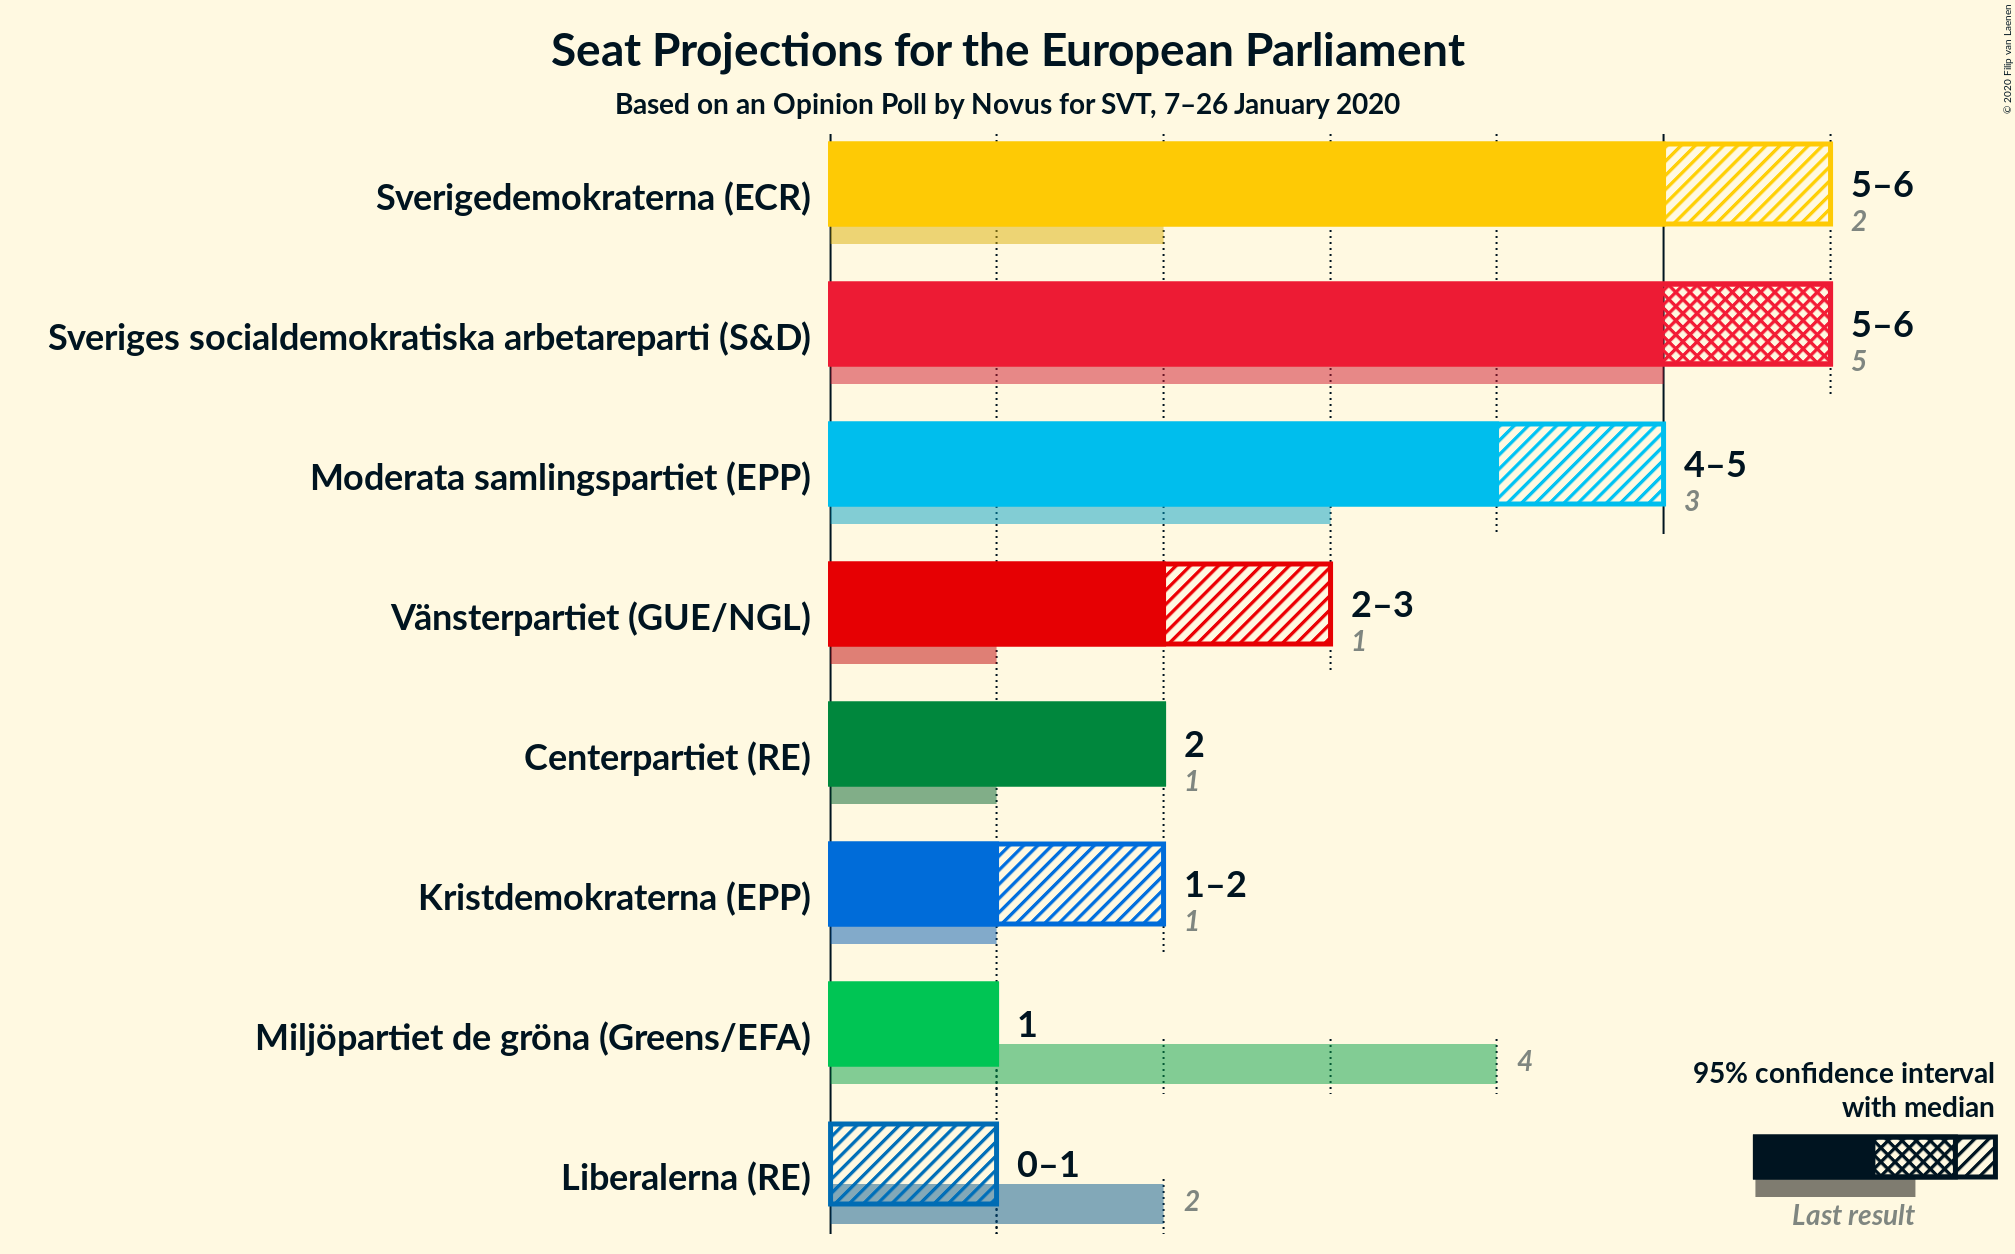 Seat Projections for the European Parliament
Based on an Opinion Poll by Novus for SVT, 7–26 January 2020
© 2020 Filip van Laenen
Sverigedemokraterna (ECR)
5–6
2
Sveriges socialdemokratiska arbetareparti (S&D)
5–6
5
Moderata samlingspartiet (EPP)
4–5
3
Vänsterpartiet (GUE/NGL)
2–3
1
Centerpartiet (RE)
2
1
Kristdemokraterna (EPP)
1–2
1
Miljöpartiet de gröna (Greens/EFA)
1
4
Liberalerna (RE)
0–1
2
95% confidence interval
with median
Last result